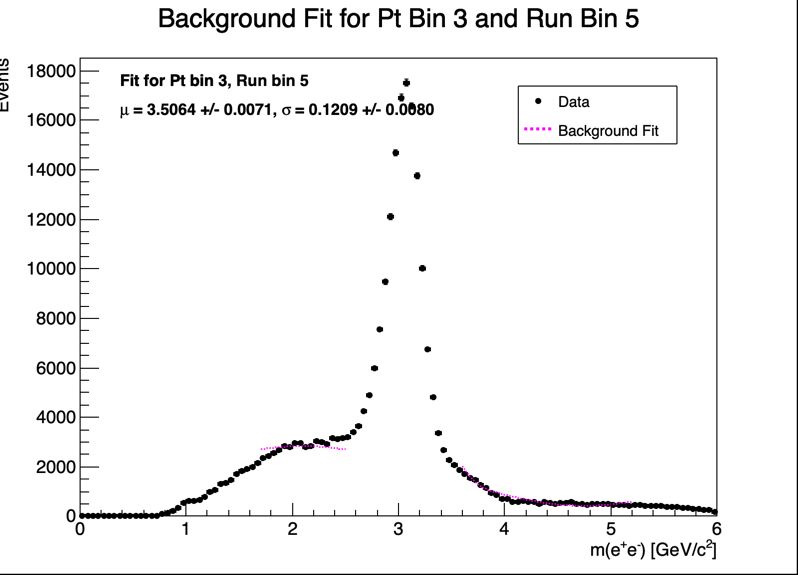 Background Fit for Pt Bin 3 and Run Bin 5
Events
18000
16000
14000
12000
10000
8000
6000
4000
2000
0
Fit for Pt bin 3, Run bin 5
μ = 3.5064 +/- 0.0071, σ = 0.1209 +/- 0.0080
Data
Background Fit
0 1 2 3 4 5 6
m(e⁺e⁻) [GeV/c²]